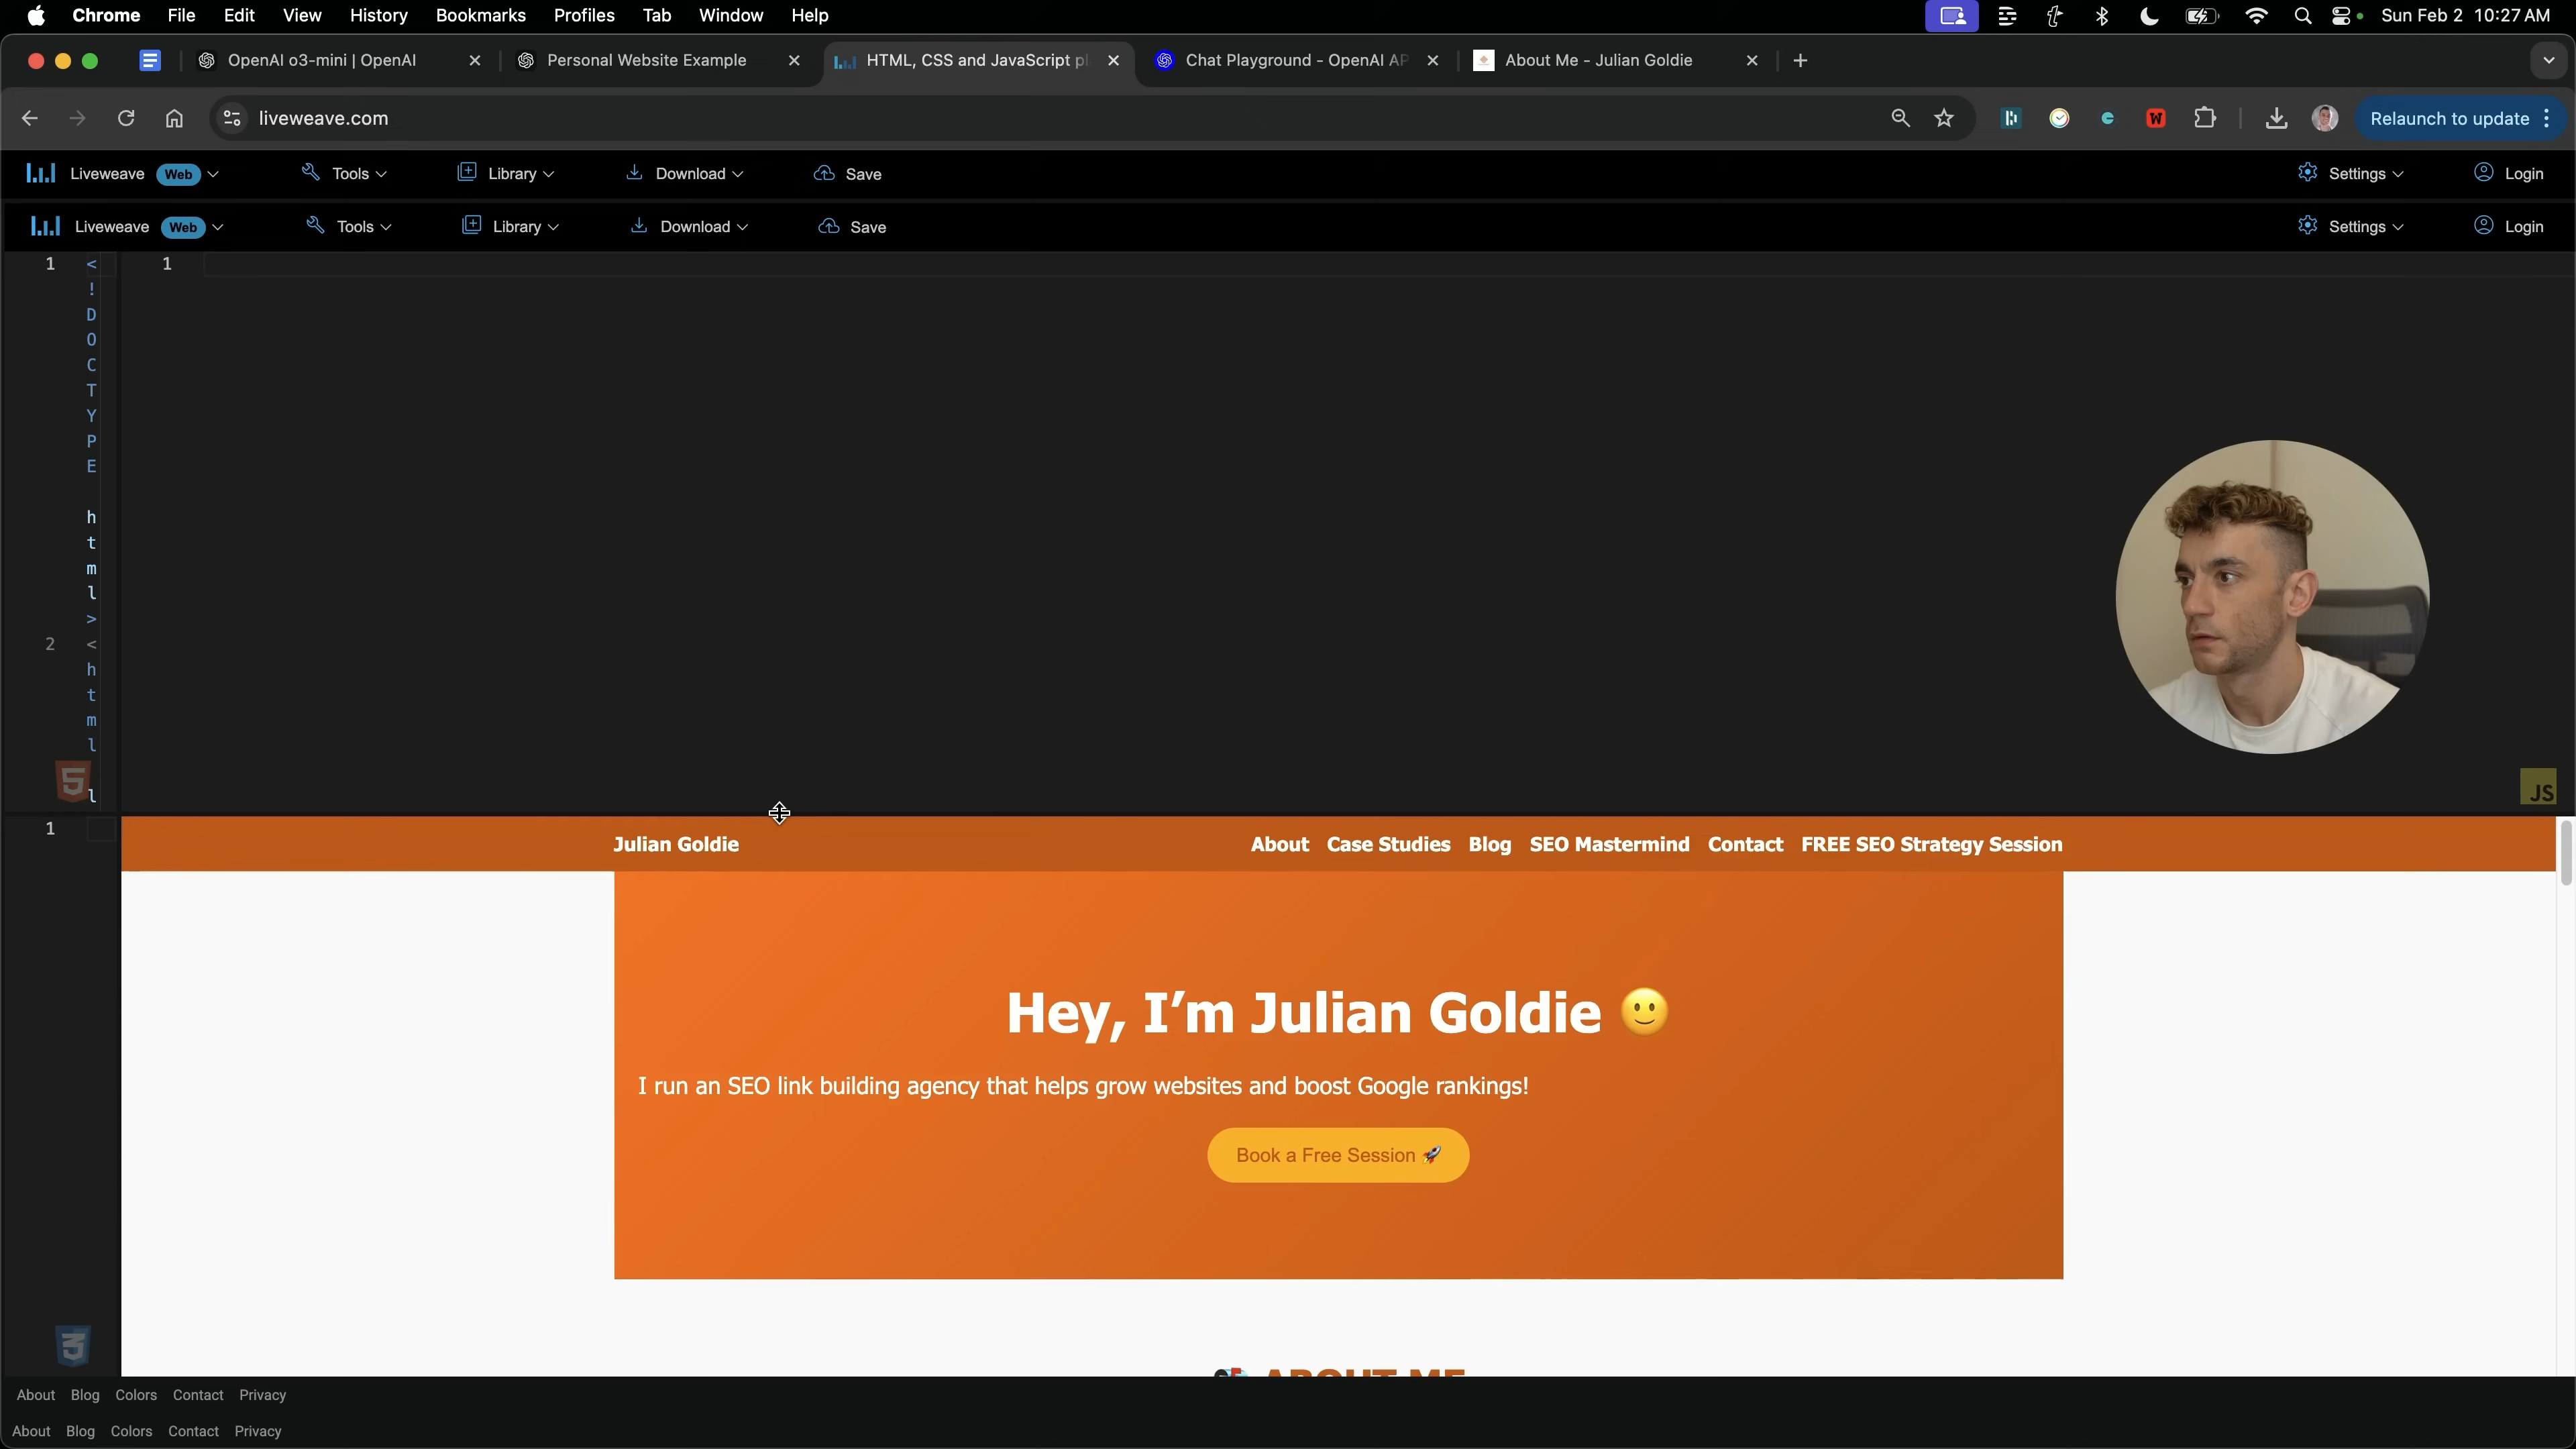 Chrome File Edit View History Bookmarks Profiles Tab Window Help Sun Feb 2 10:27 AM
OpenAI o3-mini | OpenAI Personal Website Example HTML, CSS and JavaScript pl Chat Playground - OpenAI AP About Me - Julian Goldie
liveweave.com W Relaunch to update
Liveweave Web Tools Library Download Save Settings Login
Liveweave Web Tools Library Download Save Settings Login
1 < 1
!
D
O
C
T
Y
P
E
h
t
m
l
>
2 <
h
t
m
l
5 l JS
1 Julian Goldie About Case Studies Blog SEO Mastermind Contact FREE SEO Strategy Session
Hey, I’m Julian Goldie 🙂
I run an SEO link building agency that helps grow websites and boost Google rankings!
Book a Free Session 🚀
3
ABOUT ME
About Blog Colors Contact Privacy
About Blog Colors Contact Privacy